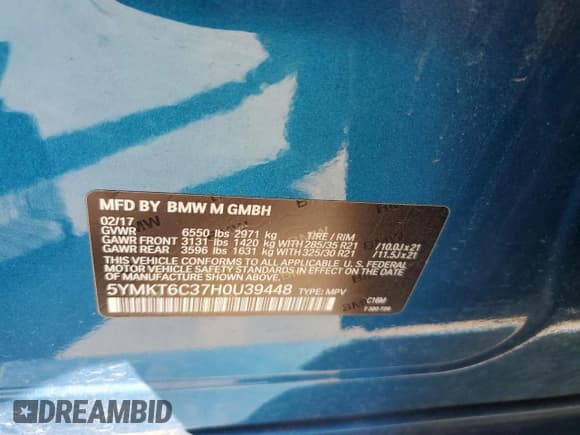 MFD BY BMW M GMBH
02/17
GVWR 6550 lbs 2971 kg TIRE / RIM
GAWR FRONT 3131 lbs 1420 kg WITH 285/35 R21 /10.0Jx21
GAWR REAR 3596 lbs 1631 kg WITH 325/30 R21 /11.5Jx21
THIS VEHICLE CONFORMS TO ALL APPLICABLE FEDERAL
MOTOR VEHICLE SAFETY STANDARDS IN EFFECT ON THE
DATE OF MANUFACTURE SHOWN ABOVE.
5YMKT6C37H0U39448 TYPE: MPV
C16M
DREAMBID